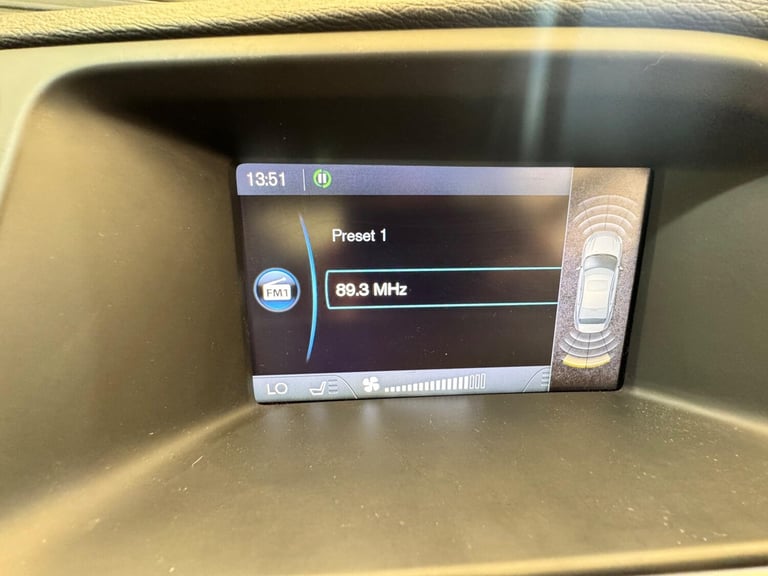 13:51
Preset 1
FM1
89.3 MHz
LO